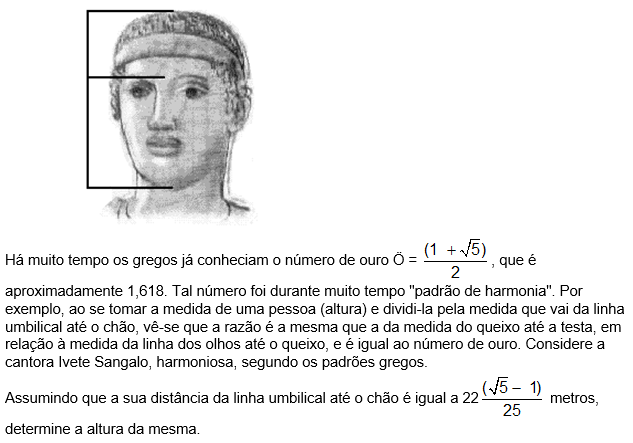 Há muito tempo os gregos já conheciam o número de ouro Ö = (1 + √5)/2, que é
aproximadamente 1,618. Tal número foi durante muito tempo "padrão de harmonia". Por
exemplo, ao se tomar a medida de uma pessoa (altura) e dividi-la pela medida que vai da linha
umbilical até o chão, vê-se que a razão é a mesma que a da medida do queixo até a testa, em
relação à medida da linha dos olhos até o queixo, e é igual ao número de ouro. Considere a
cantora Ivete Sangalo, harmoniosa, segundo os padrões gregos.
Assumindo que a sua distância da linha umbilical até o chão é igual a 22 (√5 – 1)/25 metros,
determine a altura da mesma.